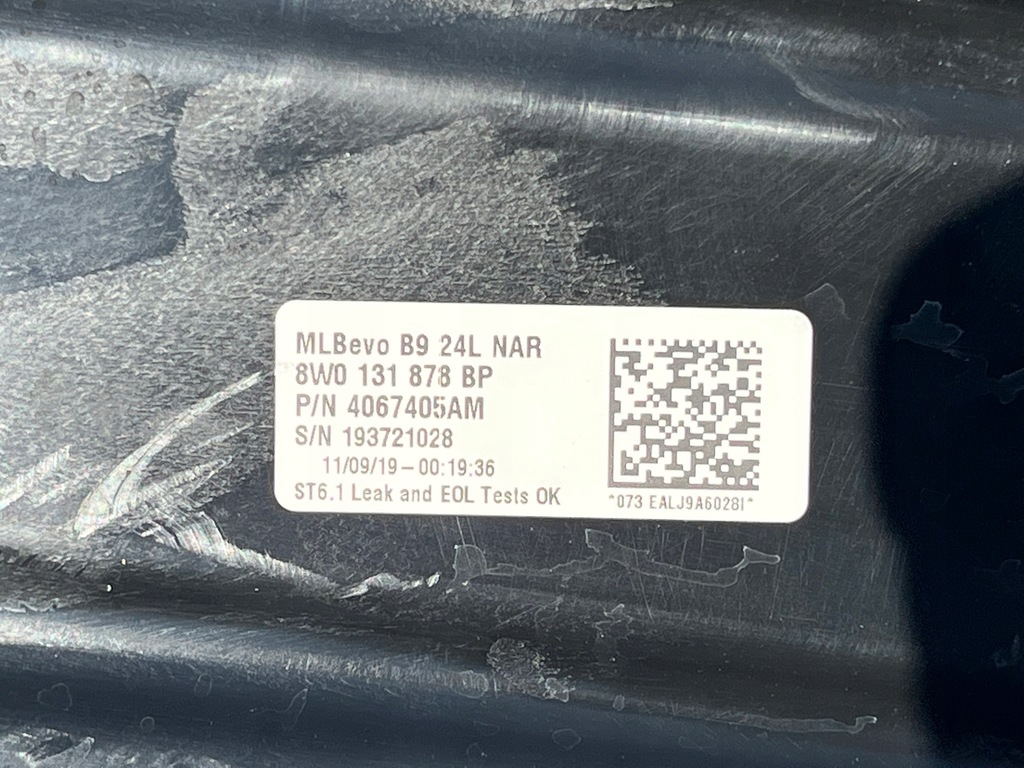 MLBevo B9 24L NAR
8W0 131 878 BP
P/N 4067405AM
S/N 193721028
11/09/19-00:19:36
ST6.1 Leak and EOL Tests OK
*073 EALJ9A6028I*